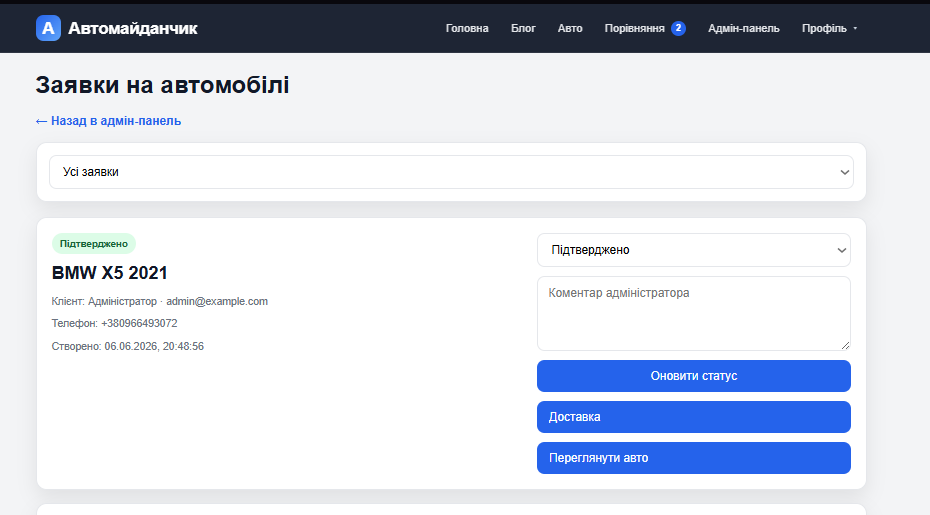 A Автомайданчик Головна Блог Авто Порівняння 2 Адмін-панель Профіль
Заявки на автомобілі
← Назад в адмін-панель
Усі заявки
Підтверджено
BMW X5 2021
Клієнт: Адміністратор · admin@example.com
Телефон: +380966493072
Створено: 06.06.2026, 20:48:56
Підтверджено
Коментар адміністратора
Оновити статус
Доставка
Переглянути авто